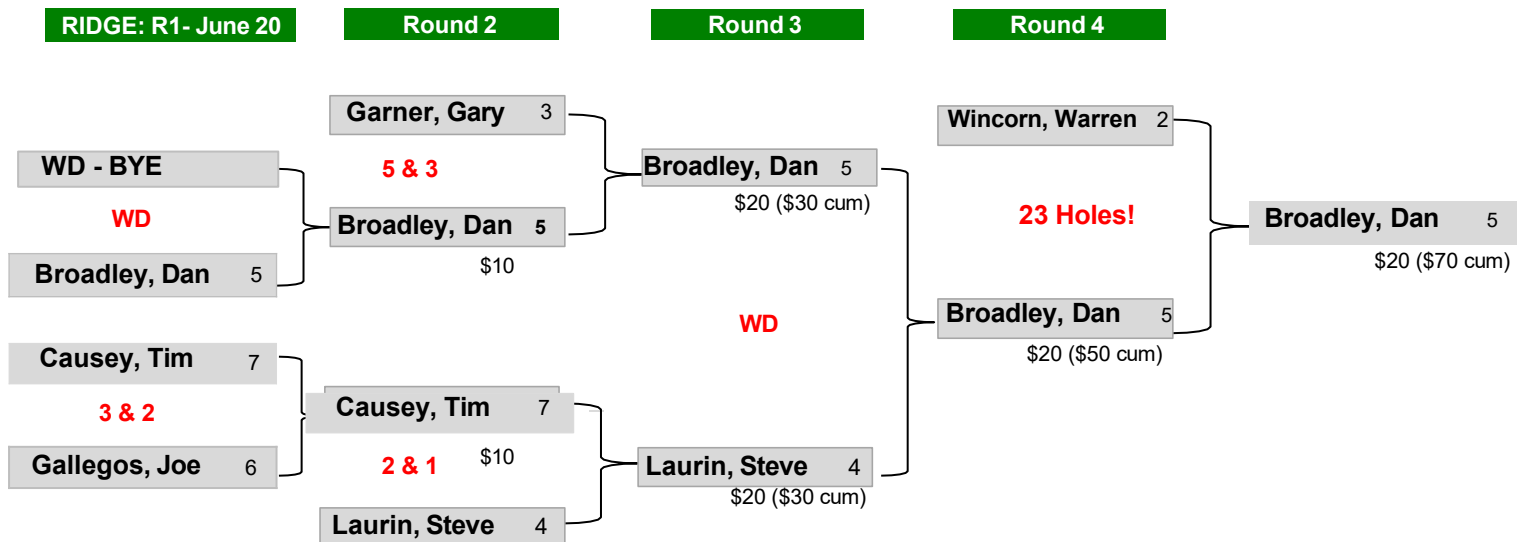 RIDGE: R1- June 20
Round 2
Round 3
Round 4
WD - BYE
WD
Broadley, Dan 5
Causey, Tim 7
3 & 2
Gallegos, Joe 6
Garner, Gary 3
5 & 3
Broadley, Dan 5
$10
Causey, Tim 7
2 & 1 $10
Laurin, Steve 4
Broadley, Dan 5
$20 ($30 cum)
WD
Laurin, Steve 4
$20 ($30 cum)
Wincorn, Warren 2
23 Holes!
Broadley, Dan 5
$20 ($50 cum)
Broadley, Dan 5
$20 ($70 cum)